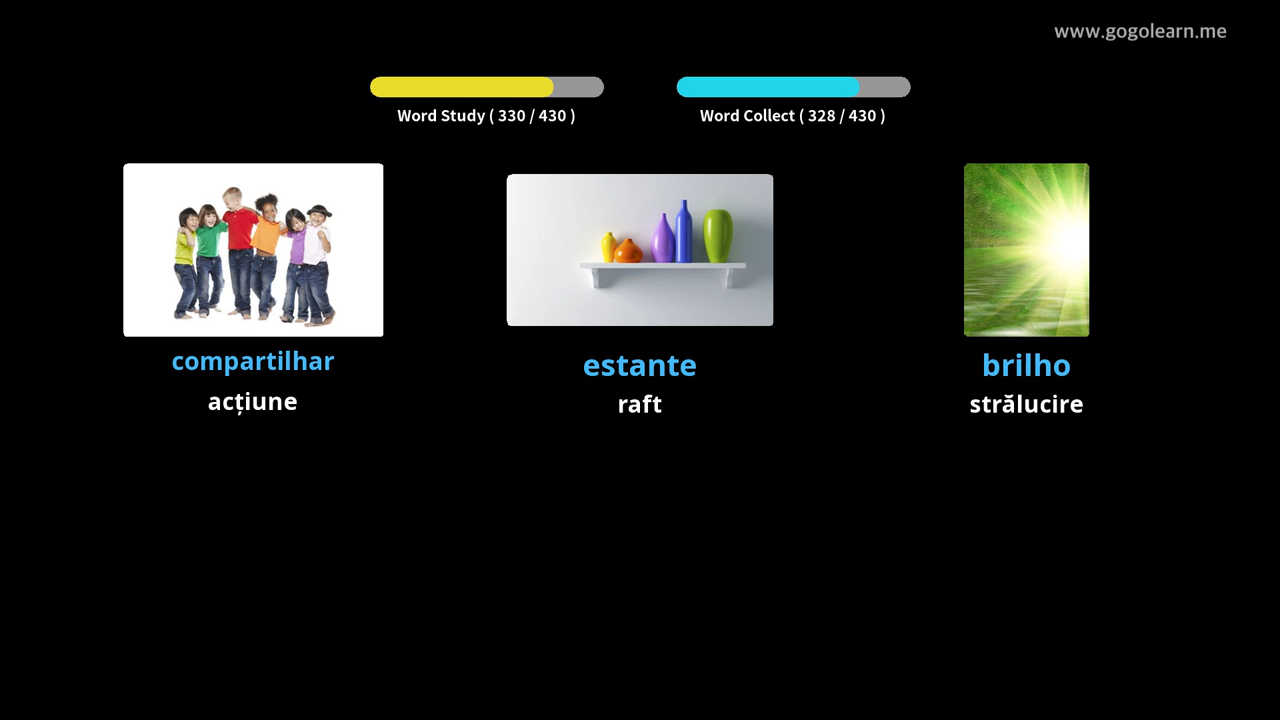 www.gogolearn.me
Word Study ( 330 / 430 )
Word Collect ( 328 / 430 )
compartilhar
acțiune
estante
raft
brilho
strălucire